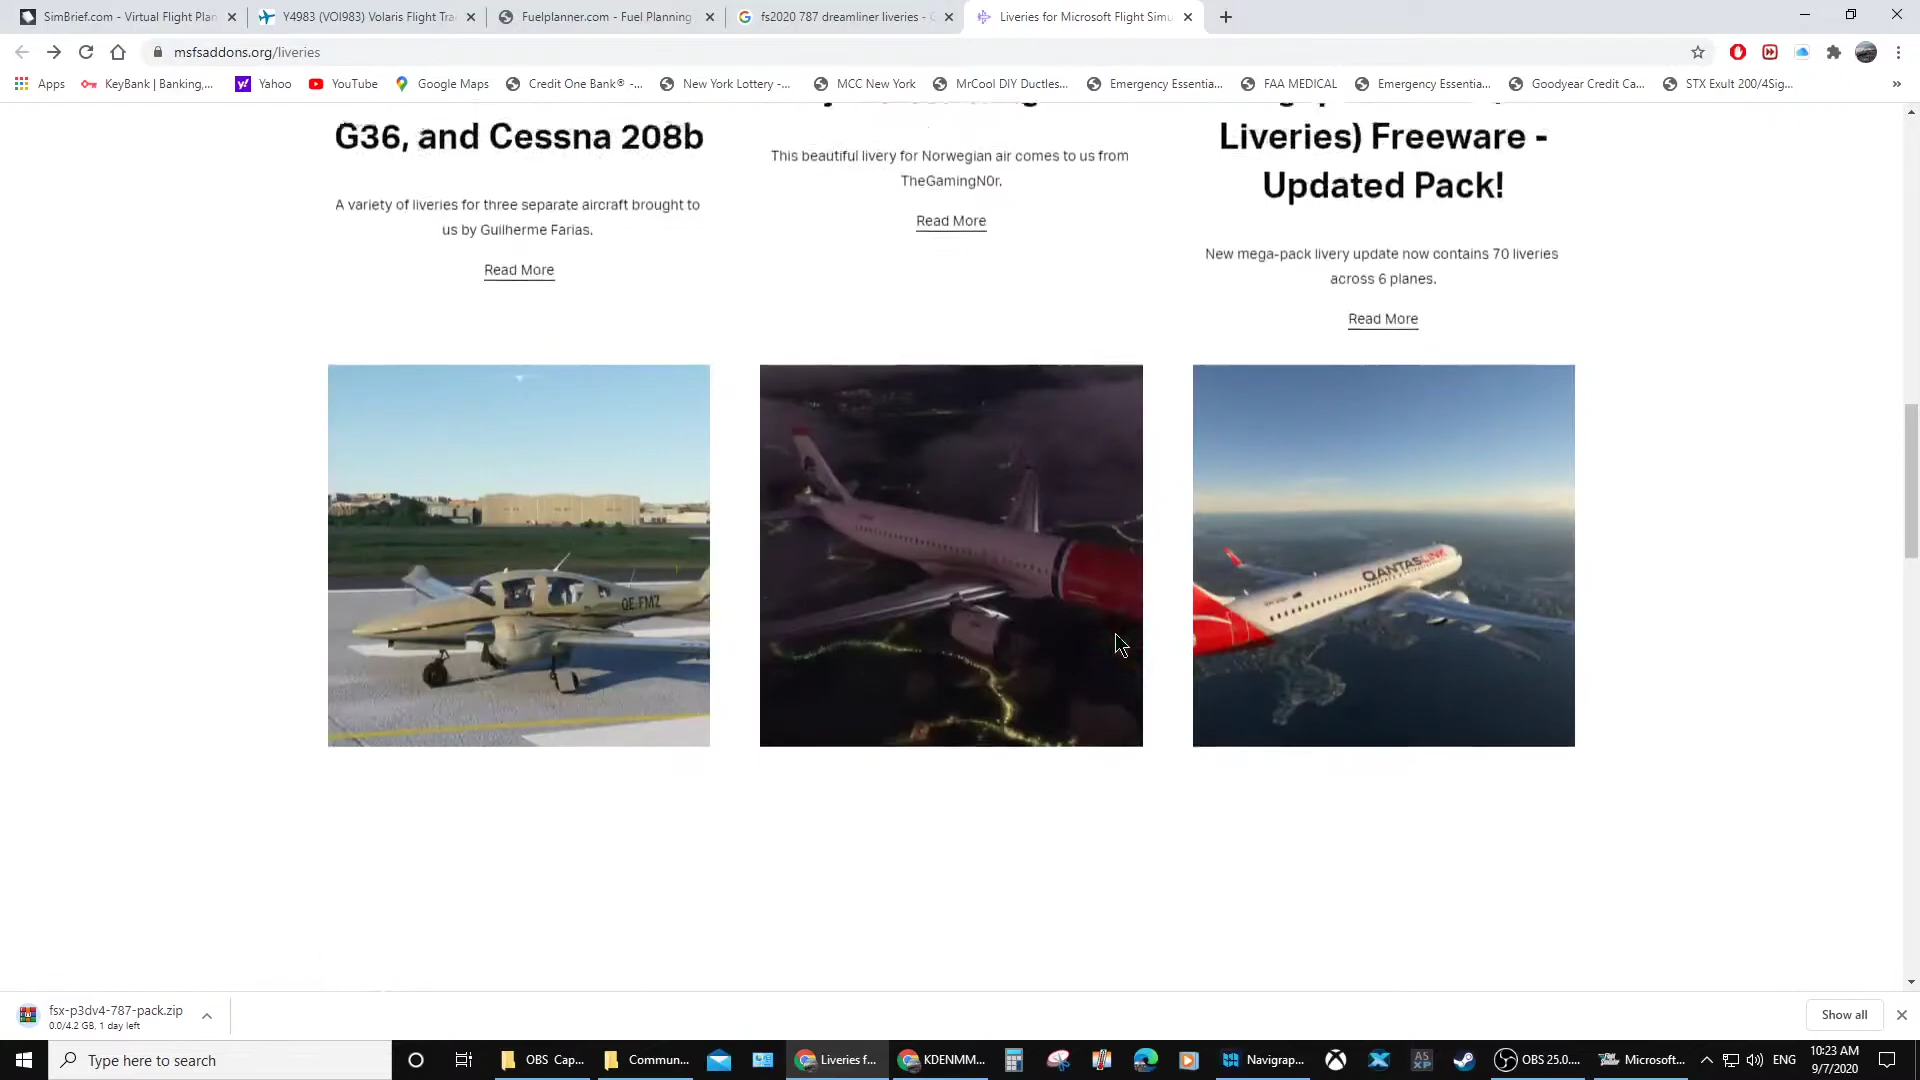 SimBrief.com - Virtual Flight Plan
Y4983 (VOI983) Volaris Flight Tra
Fuelplanner.com - Fuel Planning
fs2020 787 dreamliner liveries -
Liveries for Microsoft Flight Simu
msfsaddons.org/liveries
Apps
KeyBank | Banking,...
Yahoo
YouTube
Google Maps
Credit One Bank® -...
New York Lottery -...
MCC New York
MrCool DIY Ductles...
Emergency Essentia...
FAA MEDICAL
Emergency Essentia...
Goodyear Credit Ca...
STX Exult 200/4Sig...
G36, and Cessna 208b
A variety of liveries for three separate aircraft brought to
us by Guilherme Farias.
Read More
This beautiful livery for Norwegian air comes to us from
TheGamingN0r.
Read More
Liveries) Freeware -
Updated Pack!
New mega-pack livery update now contains 70 liveries
across 6 planes.
Read More
OE-FMZ
QANTASLINK
fsx-p3dv4-787-pack.zip
0.0/4.2 GB, 1 day left
Show all
Type here to search
OBS Cap...
Commun...
Liveries f...
KDENMM...
Navigrap...
A5
XP
OBS 25.0....
Microsoft...
ENG
10:23 AM
9/7/2020